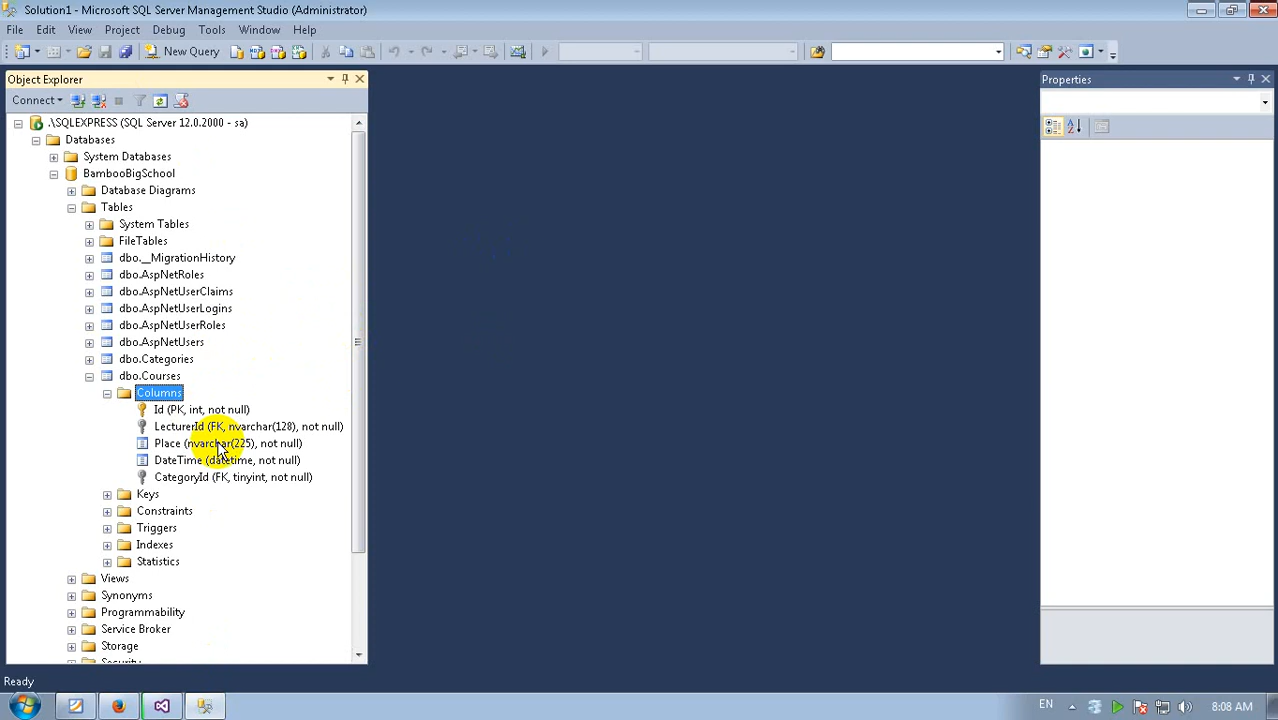 Solution1 - Microsoft SQL Server Management Studio (Administrator)
File Edit View Project Debug Tools Window Help
New Query
Object Explorer
Properties
Connect
.\SQLEXPRESS (SQL Server 12.0.2000 - sa)
Databases
System Databases
BambooBigSchool
Database Diagrams
Tables
System Tables
FileTables
dbo.__MigrationHistory
dbo.AspNetRoles
dbo.AspNetUserClaims
dbo.AspNetUserLogins
dbo.AspNetUserRoles
dbo.AspNetUsers
dbo.Categories
dbo.Courses
Columns
Id (PK, int, not null)
LecturerId (FK, nvarchar(128), not null)
Place (nvarchar(225), not null)
DateTime (datetime, not null)
CategoryId (FK, tinyint, not null)
Keys
Constraints
Triggers
Indexes
Statistics
Views
Synonyms
Programmability
Service Broker
Storage
Security
Ready
EN 8:08 AM